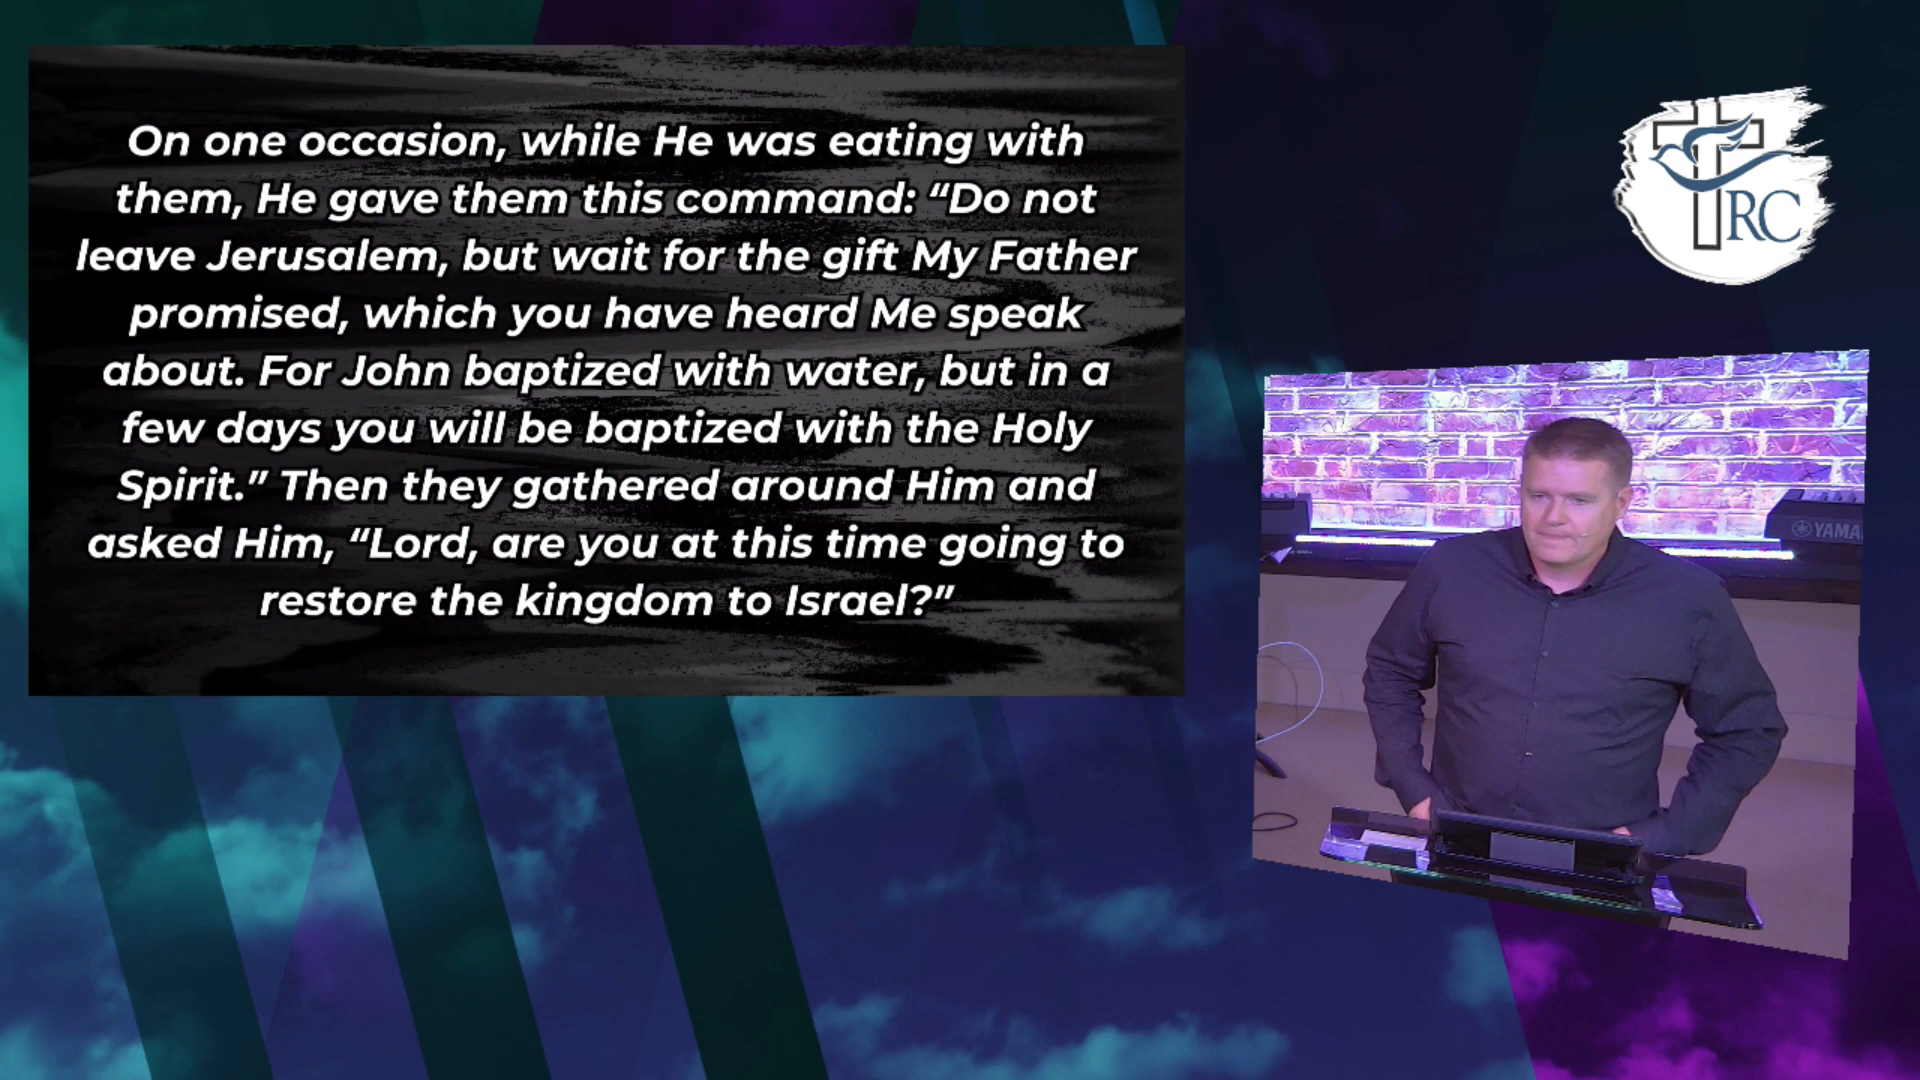 On one occasion, while He was eating with
them, He gave them this command: “Do not
leave Jerusalem, but wait for the gift My Father
promised, which you have heard Me speak
about. For John baptized with water, but in a
few days you will be baptized with the Holy
Spirit.” Then they gathered around Him and
asked Him, “Lord, are you at this time going to
restore the kingdom to Israel?”
RC
YAMA